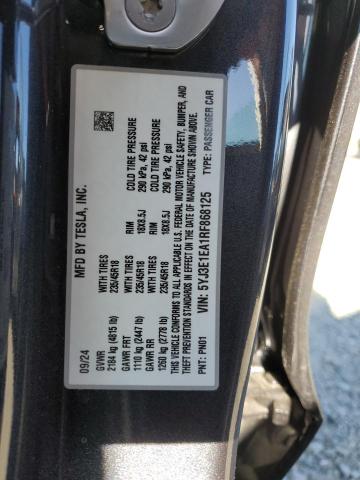 MFD BY TESLA, INC.
09/24
GVWR
2184 kg (4815 lb)
GAWR FRT WITH TIRES RIM COLD TIRE PRESSURE
1110 kg (2447 lb) 235/45R18 18X8.5J 290 kPa, 42 psi
GAWR RR WITH TIRES RIM COLD TIRE PRESSURE
1260 kg (2778 lb) 235/45R18 18X8.5J 290 kPa, 42 psi
THIS VEHICLE CONFORMS TO ALL APPLICABLE U.S. FEDERAL MOTOR VEHICLE SAFETY, BUMPER, AND
THEFT PREVENTION STANDARDS IN EFFECT ON THE DATE OF MANUFACTURE SHOWN ABOVE.
VIN: 5YJ3E1EA1RF868125 TYPE: PASSENGER CAR
PNT: PN01